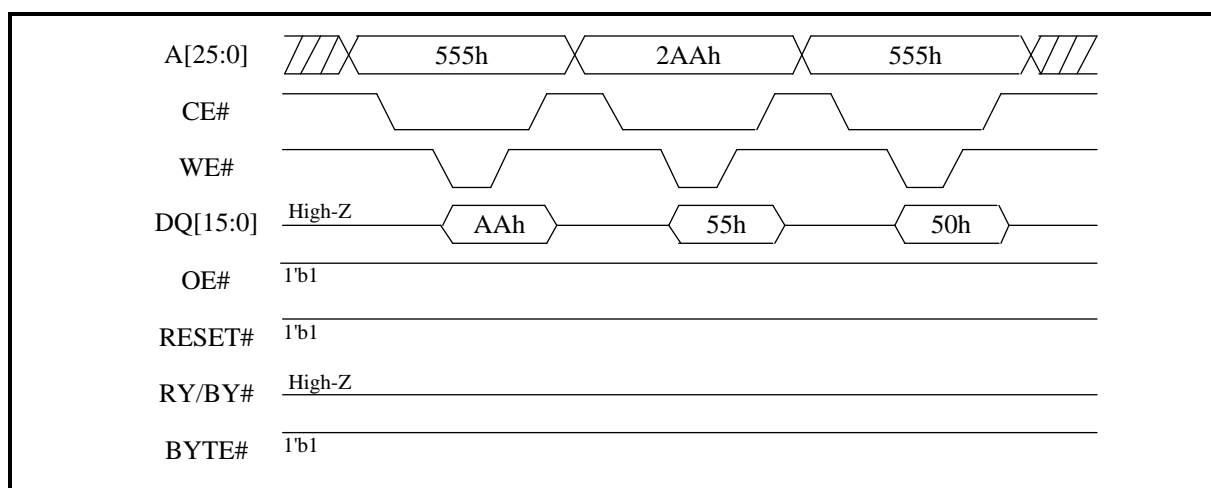 A[25:0] 555h 2AAh 555h
CE#
WE#
DQ[15:0] High-Z AAh 55h 50h
OE# 1'b1
RESET# 1'b1
RY/BY# High-Z
BYTE# 1'b1